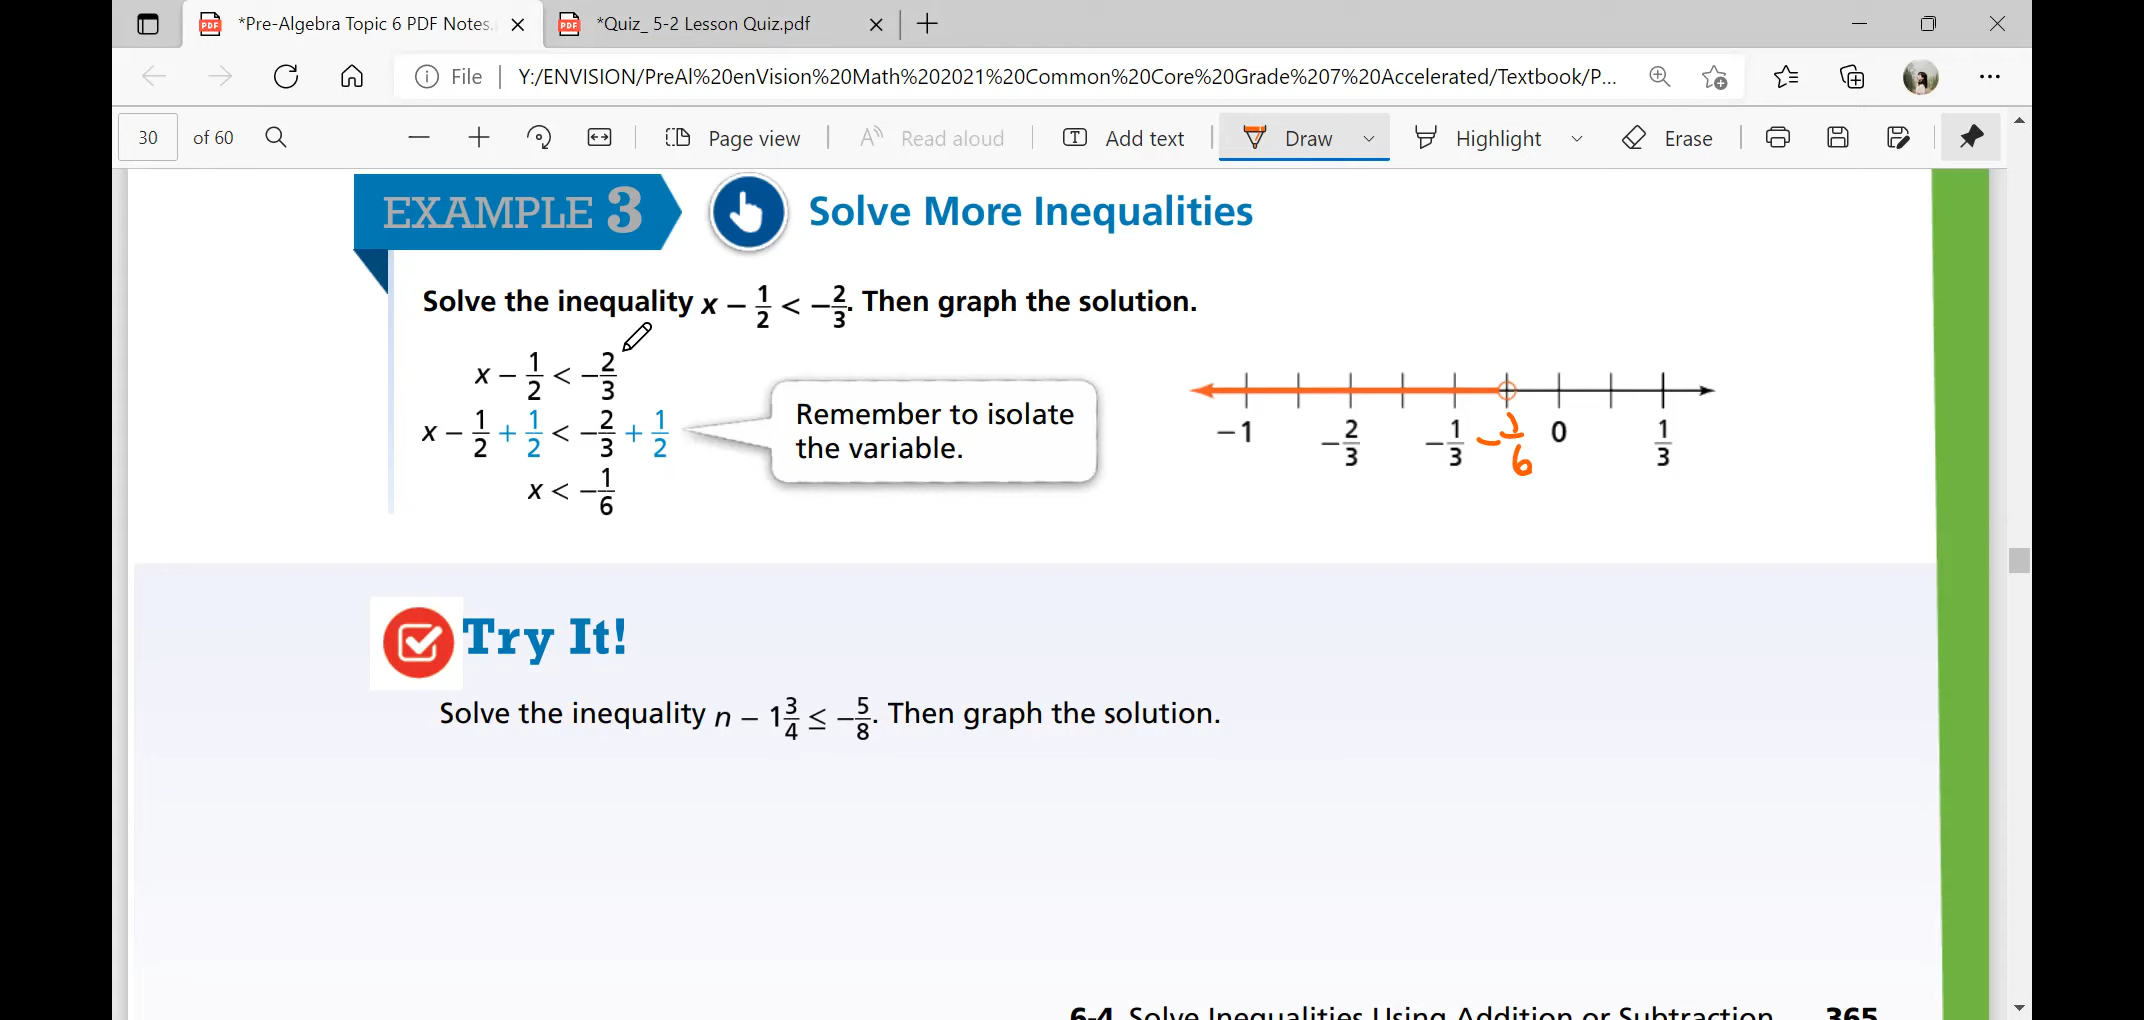 *Pre-Algebra Topic 6 PDF Notes.
*Quiz_ 5-2 Lesson Quiz.pdf
File
Y:/ENVISION/PreAl%20enVision%20Math%202021%20Common%20Core%20Grade%207%20Accelerated/Textbook/P...
30 of 60
Page view
Read aloud
Add text
Draw
Highlight
Erase
EXAMPLE 3
Solve More Inequalities
Solve the inequality x − 1/2 < −2/3. Then graph the solution.
x − 1/2 < −2/3
x − 1/2 + 1/2 < −2/3 + 1/2
x < −1/6
Remember to isolate
the variable.
−1 −2/3 −1/3 −1/6 0 1/3
Try It!
Solve the inequality n − 1 3/4 ≤ −5/8. Then graph the solution.
6-4 Solve Inequalities Using Addition or Subtraction 365